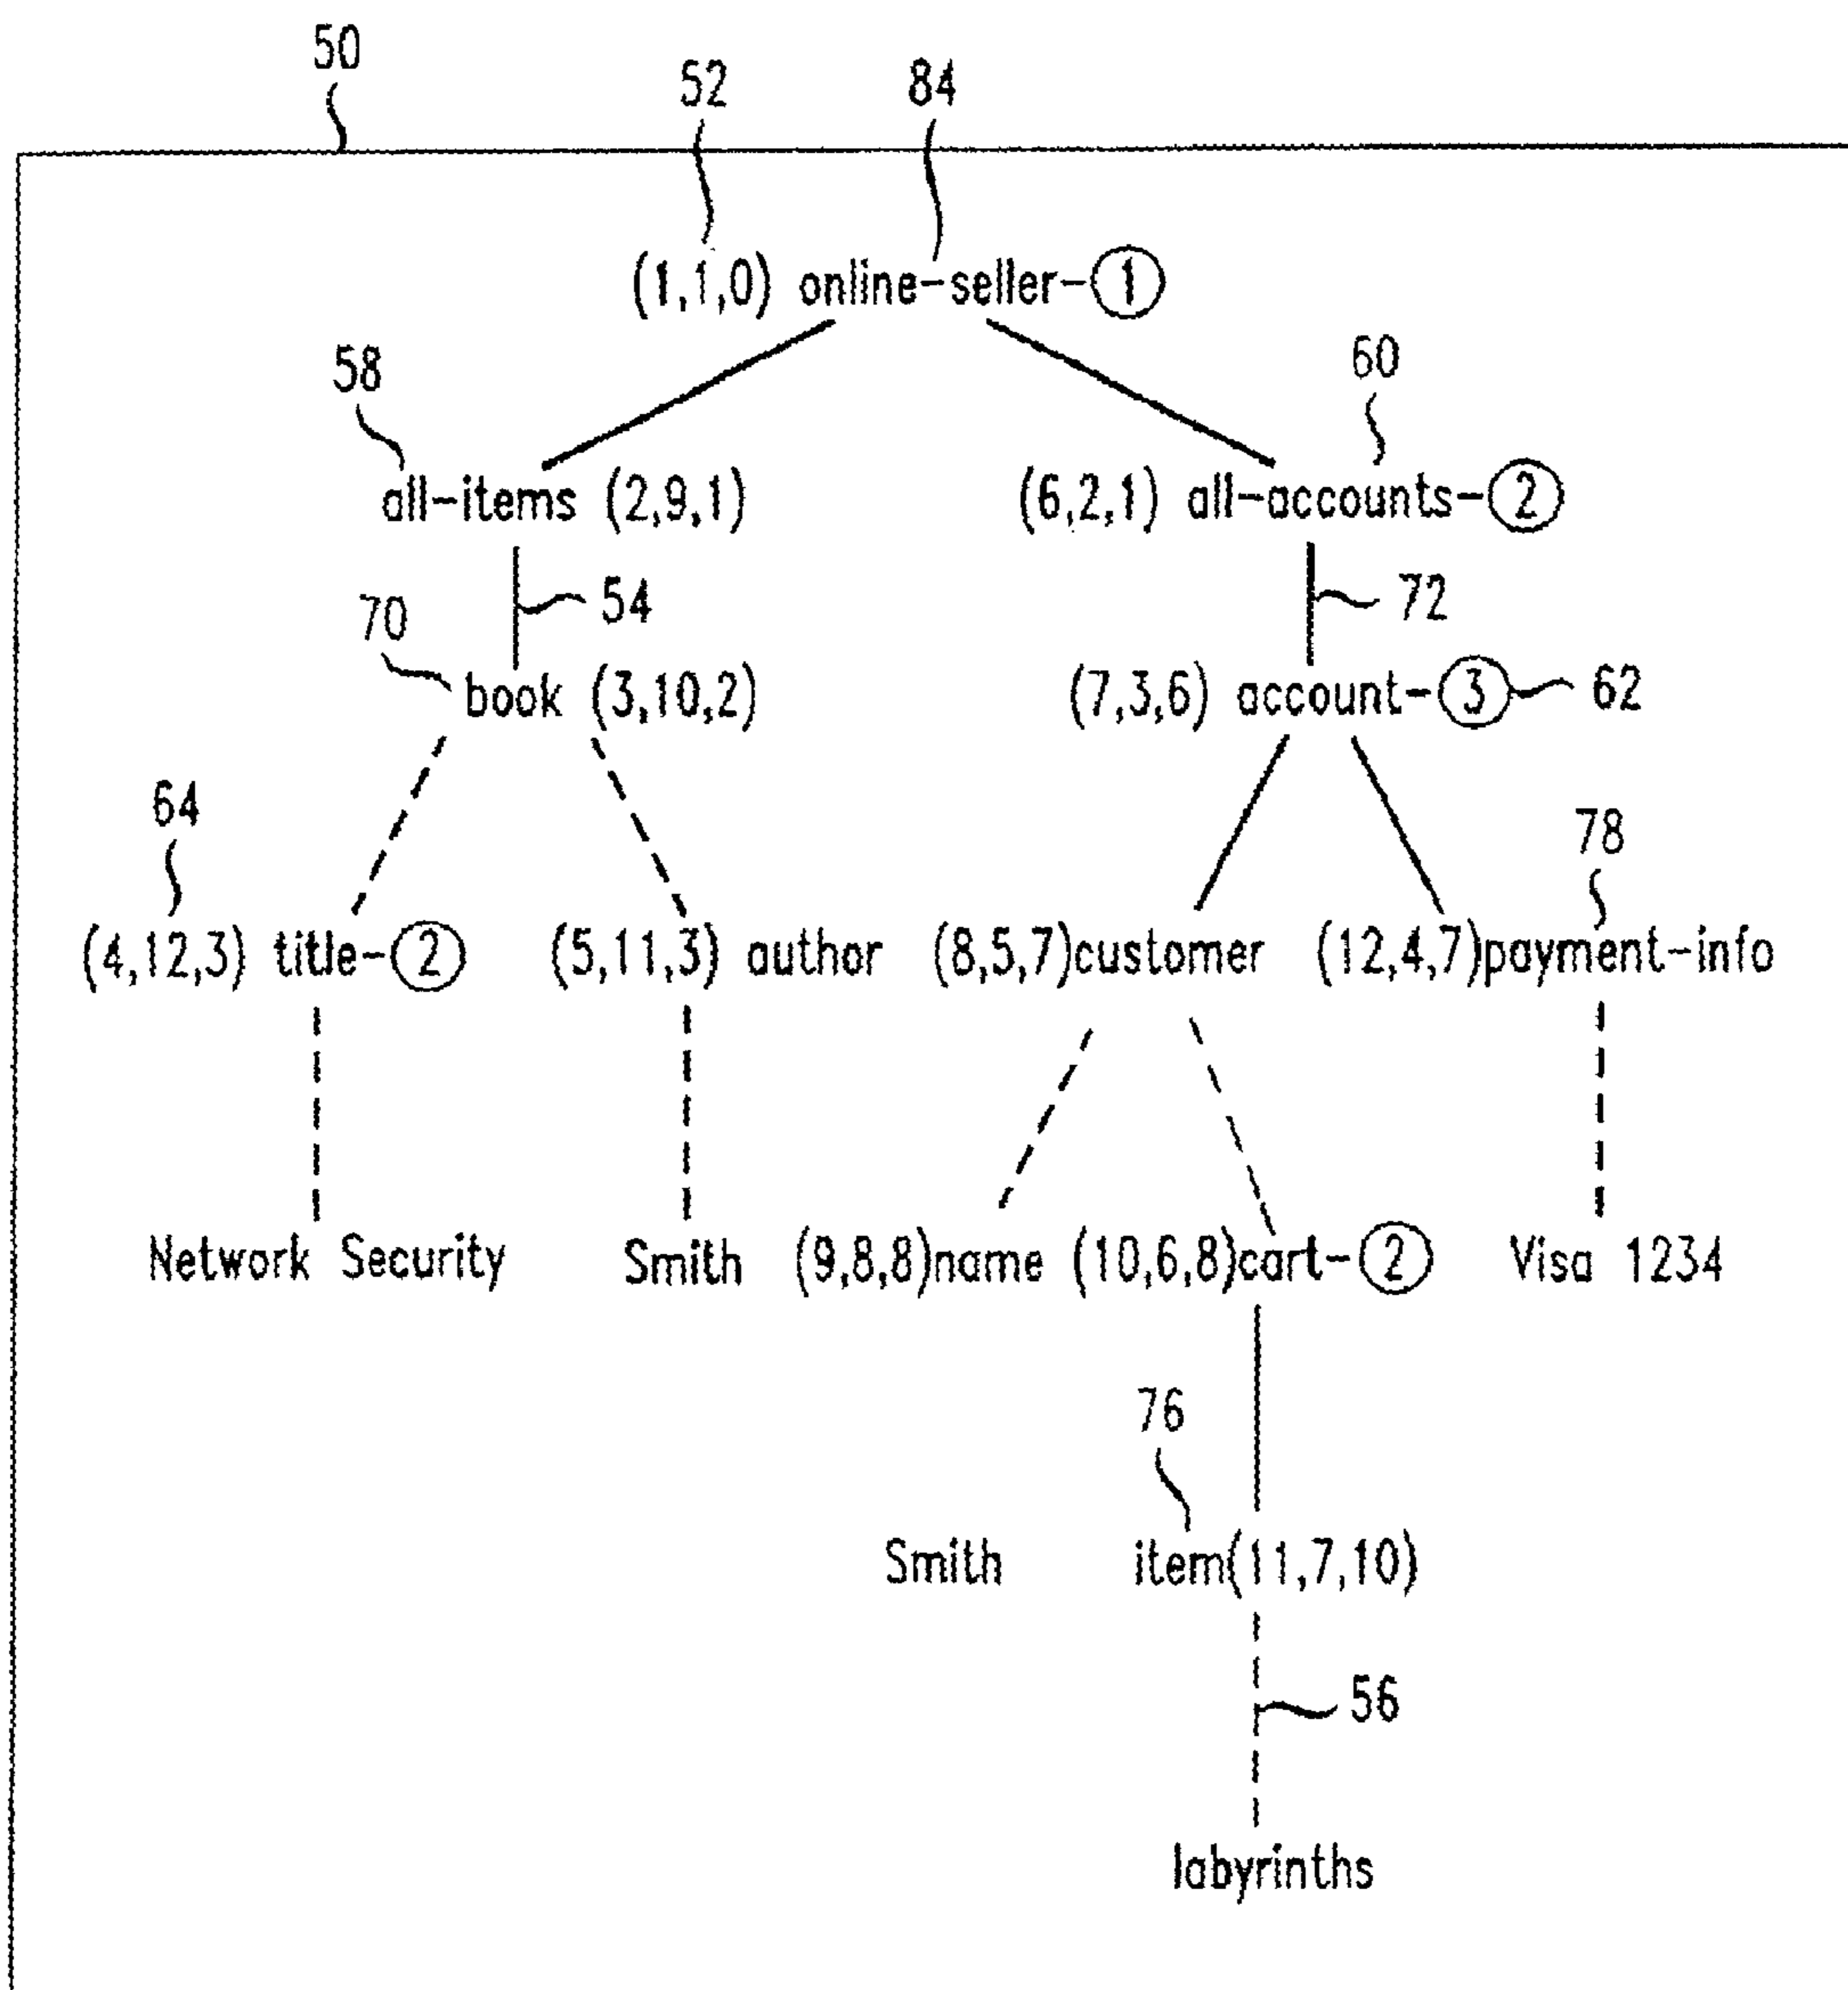 50
52 84
(1,1,0) online-seller-1
58 60
all-items (2,9,1) (6,2,1) all-accounts-2
54 72
70
book (3,10,2) (7,3,6) account-3 62
64 78
(4,12,3) title-2 (5,11,3) author (8,5,7)customer (12,4,7)payment-info
Network Security Smith (9,8,8)name (10,6,8)cart-2 Visa 1234
76
Smith item(11,7,10)
56
labyrinths